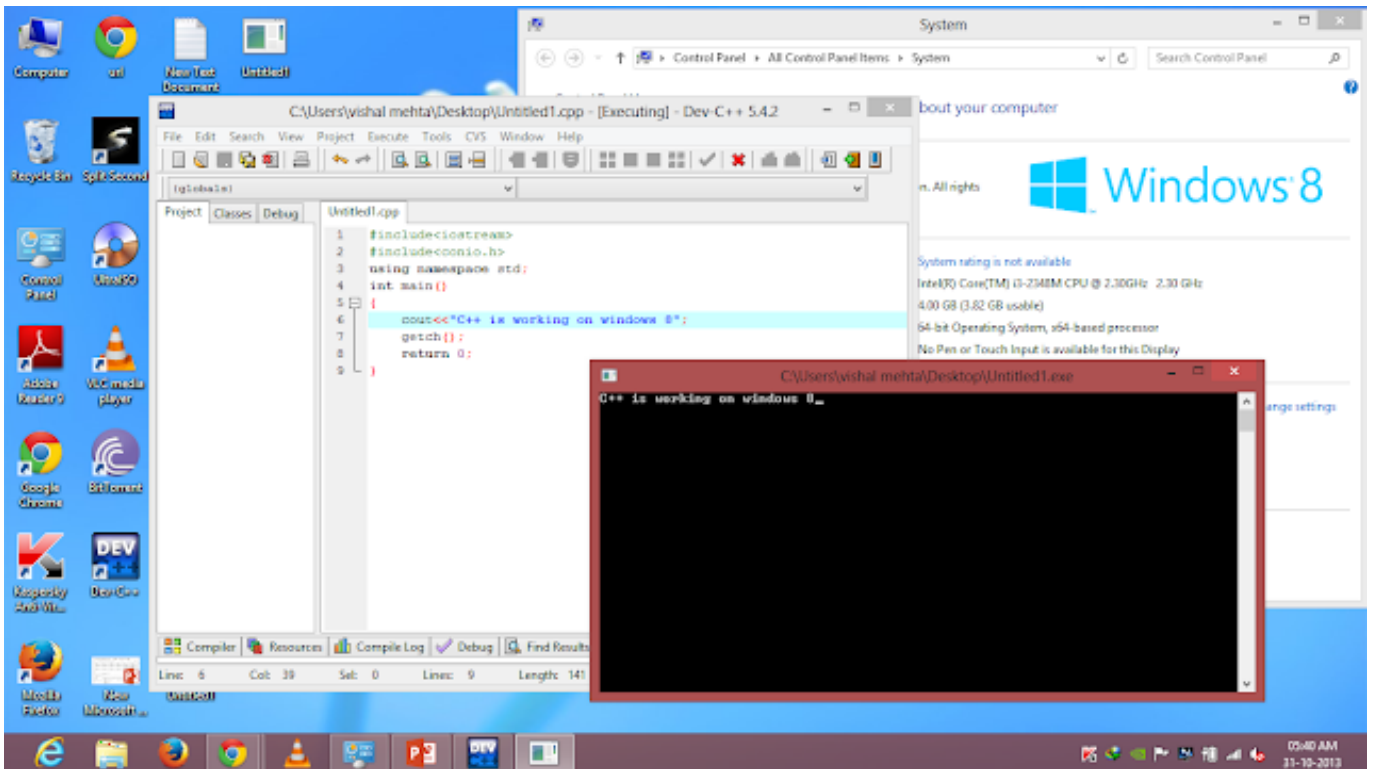 Computer
url
New Text Document
Untitled1
Recycle Bin
Split Second
Control Panel
UltraISO
Adobe Reader 9
VLC media player
Google Chrome
BitTorrent
Kaspersky Anti-Vir...
Dev-C++
Mozilla Firefox
New Microsoft ...
Untitled1
System
Control Panel
All Control Panel Items
System
Search Control Panel
bout your computer
n. All rights
Windows 8
System rating is not available
Intel(R) Core(TM) i3-2348M CPU @ 2.30GHz 2.30 GHz
4.00 GB (3.82 GB usable)
64-bit Operating System, x64-based processor
No Pen or Touch Input is available for this Display
ange settings
C:\Users\vishal mehta\Desktop\Untitled1.cpp - [Executing] - Dev-C++ 5.4.2
File Edit Search View Project Execute Tools CVS Window Help
(globals)
Project Classes Debug
Untitled1.cpp
1 #include<iostream>
2 #include<conio.h>
3 using namespace std;
4 int main()
5 {
6 cout<<"C++ is working on windows 8";
7 getch();
8 return 0;
9 }
Compiler Resources Compile Log Debug Find Results
Line: 6 Col: 39 Sel: 0 Lines: 9 Length: 141
C:\Users\vishal mehta\Desktop\Untitled1.exe
C++ is working on windows 8_
DEV
05:40 AM
31-10-2013